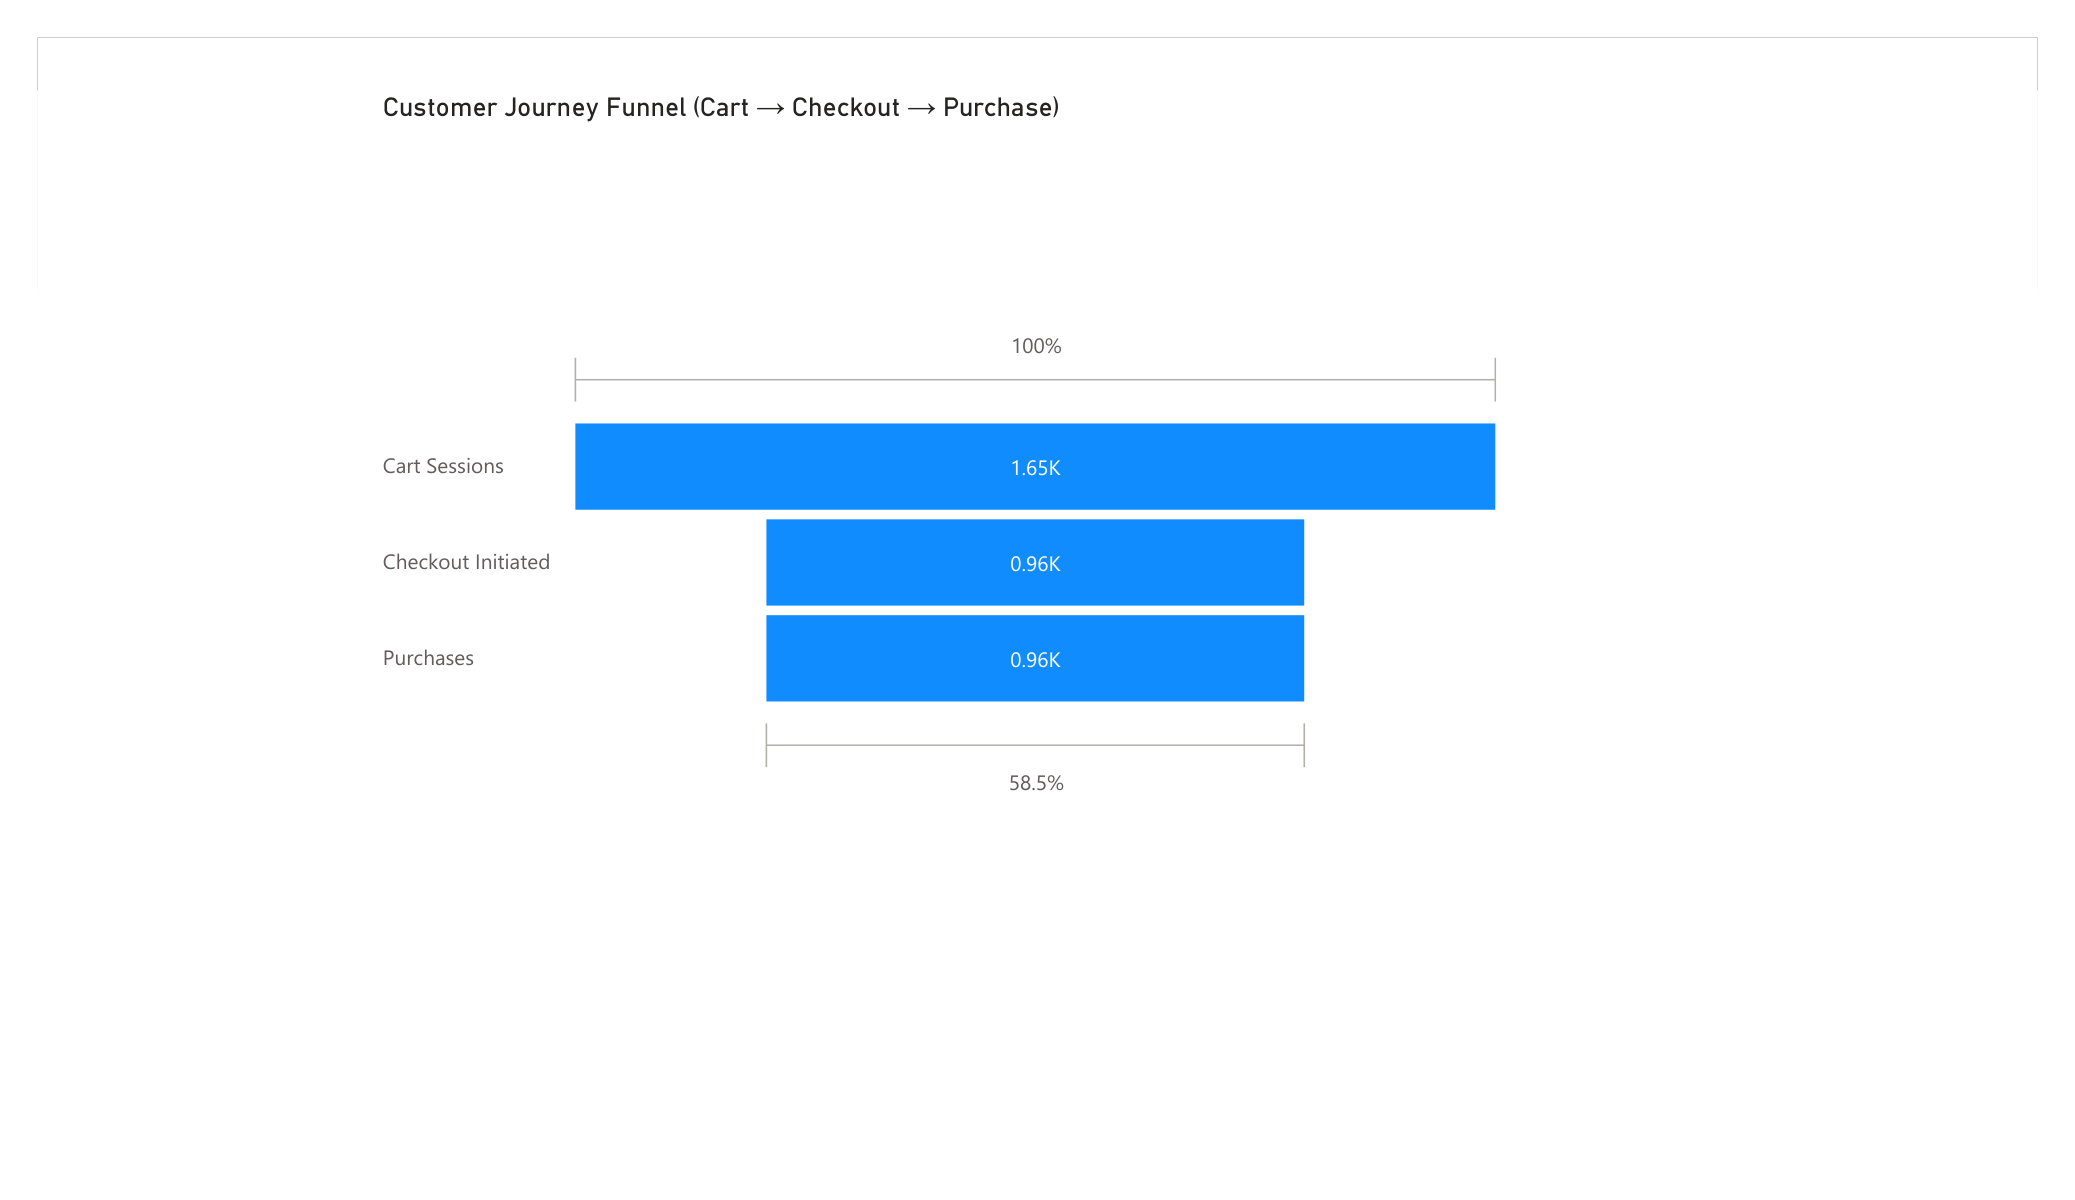 Customer Journey Funnel (Cart → Checkout → Purchase)
100%
Cart Sessions
1.65K
Checkout Initiated
0.96K
Purchases
0.96K
58.5%